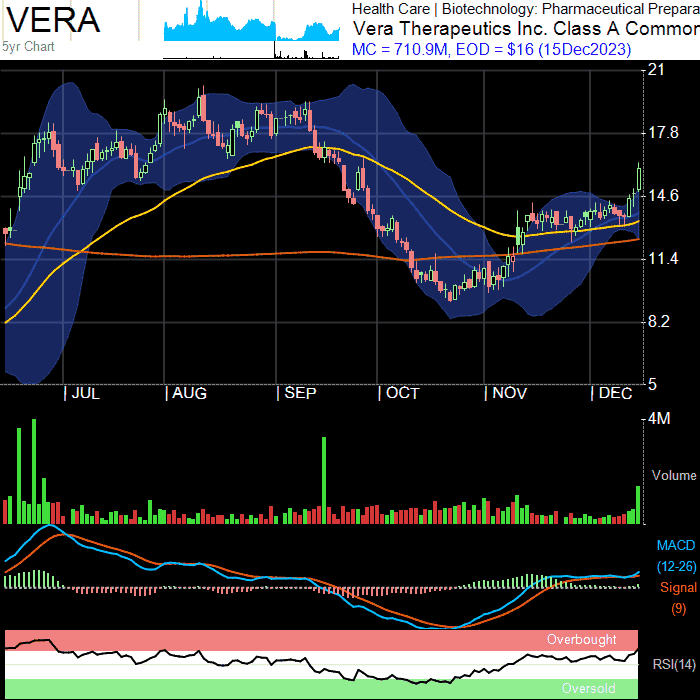 VERA
5yr Chart
Health Care | Biotechnology: Pharmaceutical Prepara
Vera Therapeutics Inc. Class A Common
MC = 710.9M, EOD = $16 (15Dec2023)
21
17.8
14.6
11.4
8.2
5
| JUL | AUG | SEP | OCT | NOV | DEC
4M
Volume
MACD
(12-26)
Signal
(9)
Overbought
RSI(14)
Oversold